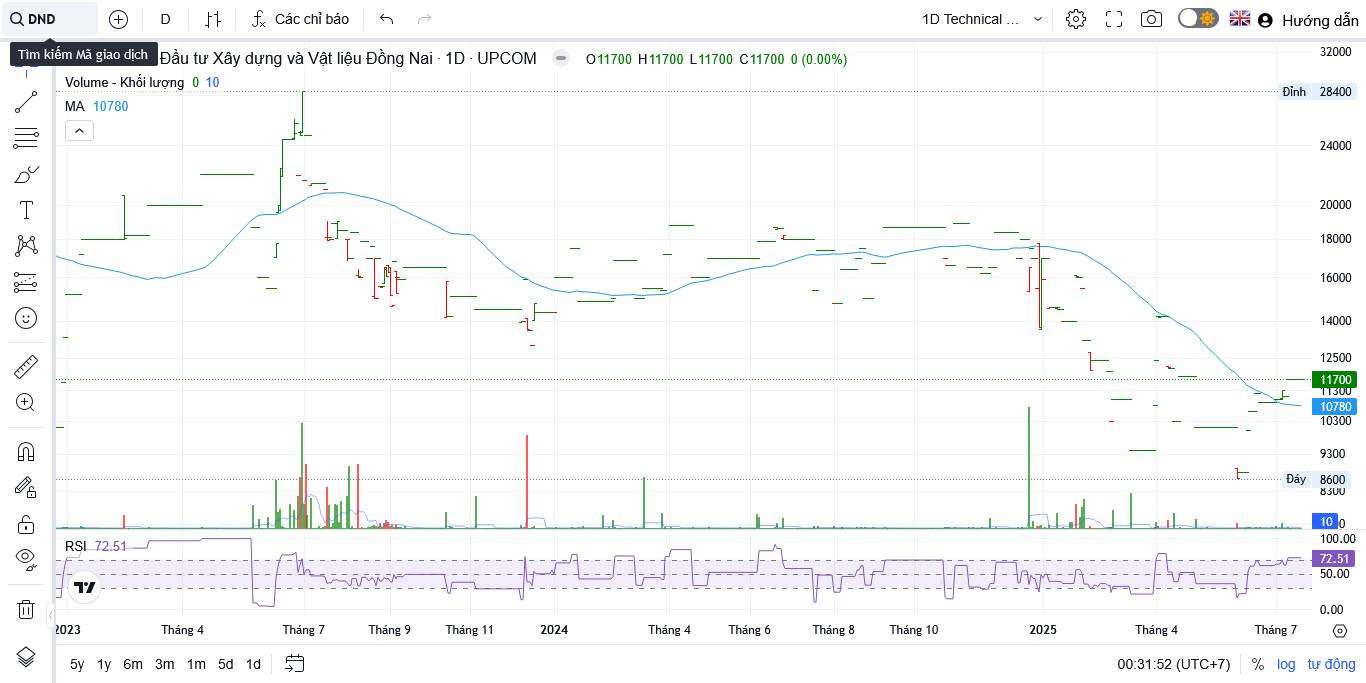 DND
D
Các chỉ báo
1D Technical ...
Hướng dẫn
Tìm kiếm Mã giao dịch
Đầu tư Xây dựng và Vật liệu Đồng Nai · 1D · UPCOM
O11700 H11700 L11700 C11700 0 (0.00%)
Volume - Khối lượng 0 10
MA 10780
32000
Đỉnh 28400
24000
20000
18000
16000
14000
12500
11700
11300
10780
10300
9300
Đáy 8600
8300
10
RSI 72.51
100.00
72.51
50.00
0.00
2023 Tháng 4 Tháng 7 Tháng 9 Tháng 11 2024 Tháng 4 Tháng 6 Tháng 8 Tháng 10 2025 Tháng 4 Tháng 7
5y 1y 6m 3m 1m 5d 1d
00:31:52 (UTC+7) % log tự động